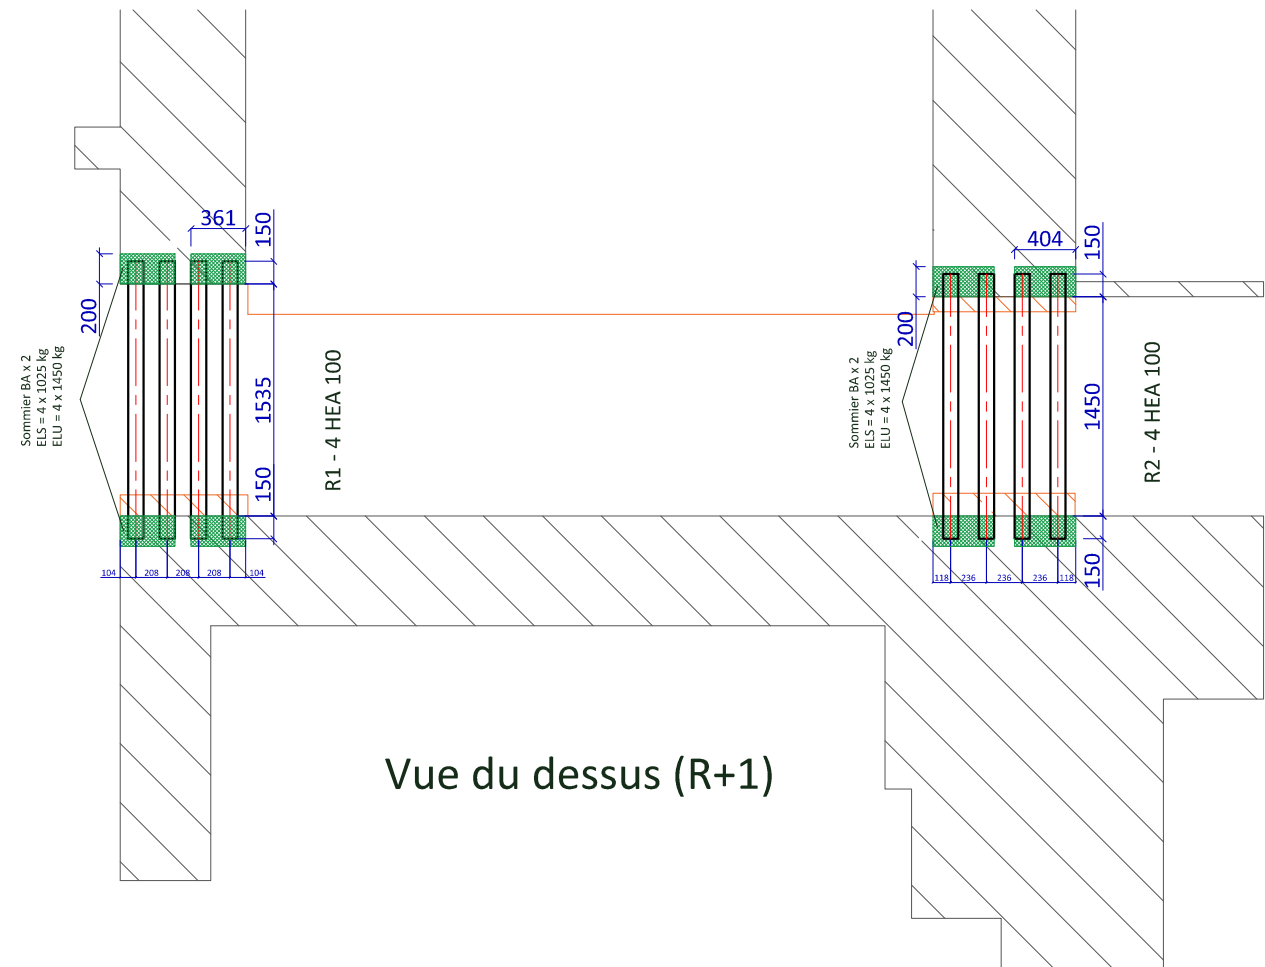 361
150
200
Sommier BA x 2
ELS = 4 x 1025 kg
ELU = 4 x 1450 kg
1535
R1 - 4 HEA 100
150
104
208
208
208
104
404
150
200
Sommier BA x 2
ELS = 4 x 1025 kg
ELU = 4 x 1450 kg
1450
R2 - 4 HEA 100
150
118
236
236
236
118
Vue du dessus (R+1)